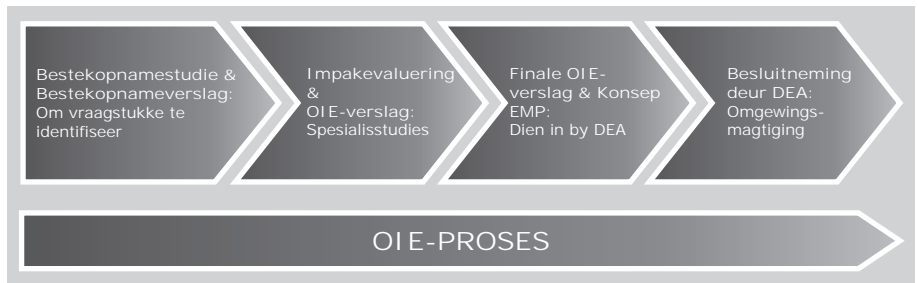 Bestekopnamestudie &
Bestekopnameverslag:
Om vraagstukke te
identifiseer
Impakevaluering
&
OIE-verslag:
Spesialisstudies
Finale OIE-
verslag & Konsep
EMP:
Dien in by DEA
Besluitneming
deur DEA:
Omgewings-
magtiging
OIE-PROSES